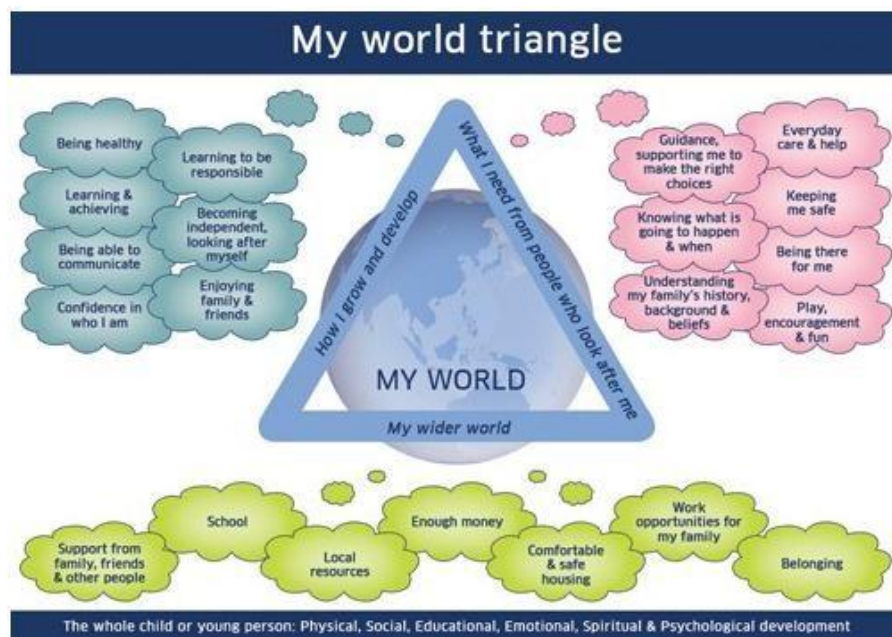 My world triangle
Being healthy
Learning to be
responsible
Learning &
achieving
Becoming
independent,
looking after
myself
Being able to
communicate
Enjoying
family &
friends
Confidence in
who I am
How I grow and develop
What I need from people who look after me
MY WORLD
My wider world
Guidance,
supporting me to
make the right
choices
Everyday
care & help
Knowing what is
going to happen
& when
Keeping
me safe
Understanding
my family's history,
background &
beliefs
Being there
for me
Play,
encouragement
& fun
Support from
family, friends
& other people
School
Local
resources
Enough money
Comfortable
& safe
housing
Work
opportunities for
my family
Belonging
The whole child or young person: Physical, Social, Educational, Emotional, Spiritual & Psychological development